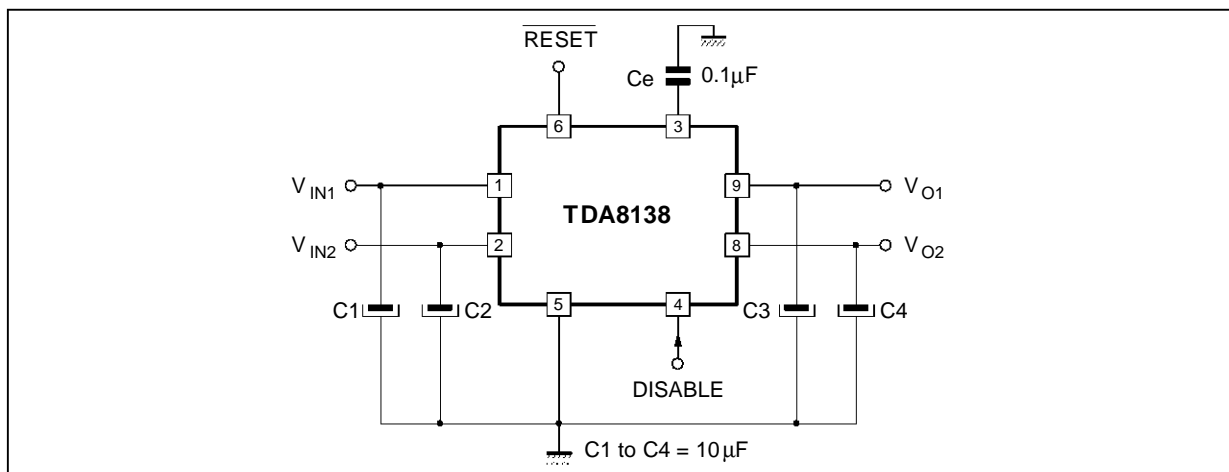 RESET
Ce
0.1µF
6
3
V IN1
1
9
V O1
TDA8138
V IN2
2
8
V O2
C1
C2
5
4
C3
C4
DISABLE
C1 to C4 = 10µF